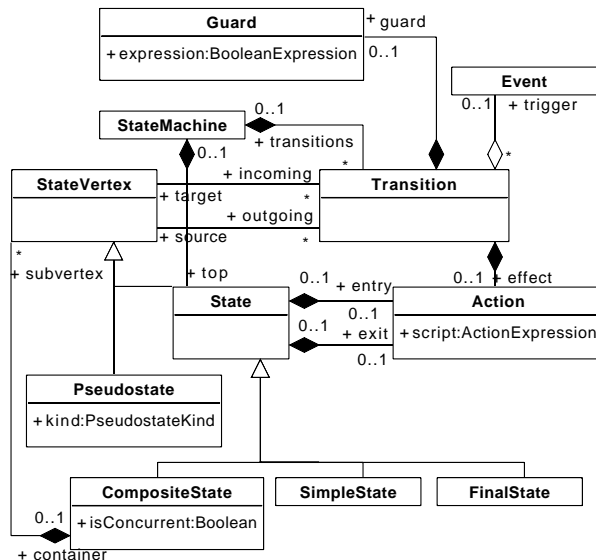 Guard
+ guard
+ expression:BooleanExpression
0..1
Event
0..1
+ trigger
StateMachine
0..1
0..1
+ transitions
*
*
StateVertex
+ incoming
Transition
+ target
*
+ outgoing
+ source
*
*
+ subvertex
+ top
State
0..1
+ entry
0..1
0..1
+ exit
0..1
0..1
+ effect
Action
+ script:ActionExpression
Pseudostate
+ kind:PseudostateKind
CompositeState
+ isConcurrent:Boolean
SimpleState
FinalState
0..1
+ container